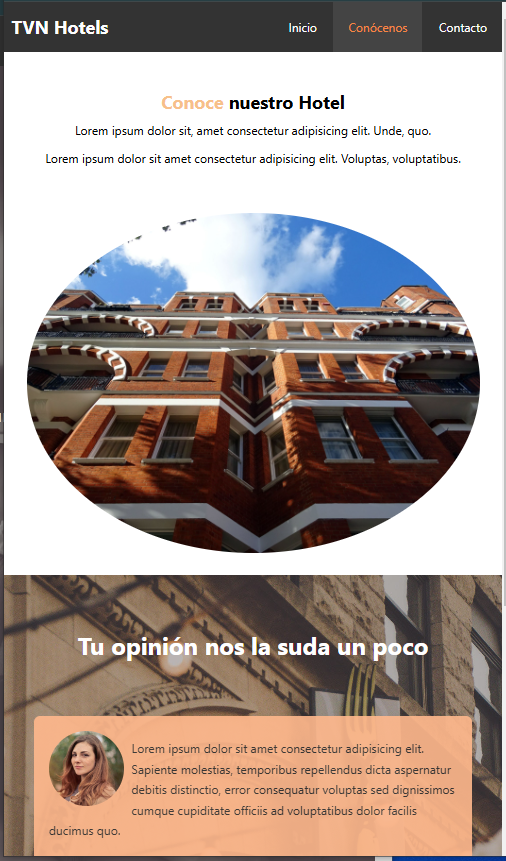 TVN Hotels Inicio Conócenos Contacto
Conoce nuestro Hotel
Lorem ipsum dolor sit, amet consectetur adipisicing elit. Unde, quo.
Lorem ipsum dolor sit amet consectetur adipisicing elit. Voluptas, voluptatibus.
Tu opinión nos la suda un poco
Lorem ipsum dolor sit amet consectetur adipisicing elit.
Sapiente molestias, temporibus repellendus dicta aspernatur
debitis distinctio, error consequatur voluptas sed dignissimos
cumque cupiditate officiis ad voluptatibus dolor facilis
ducimus quo.